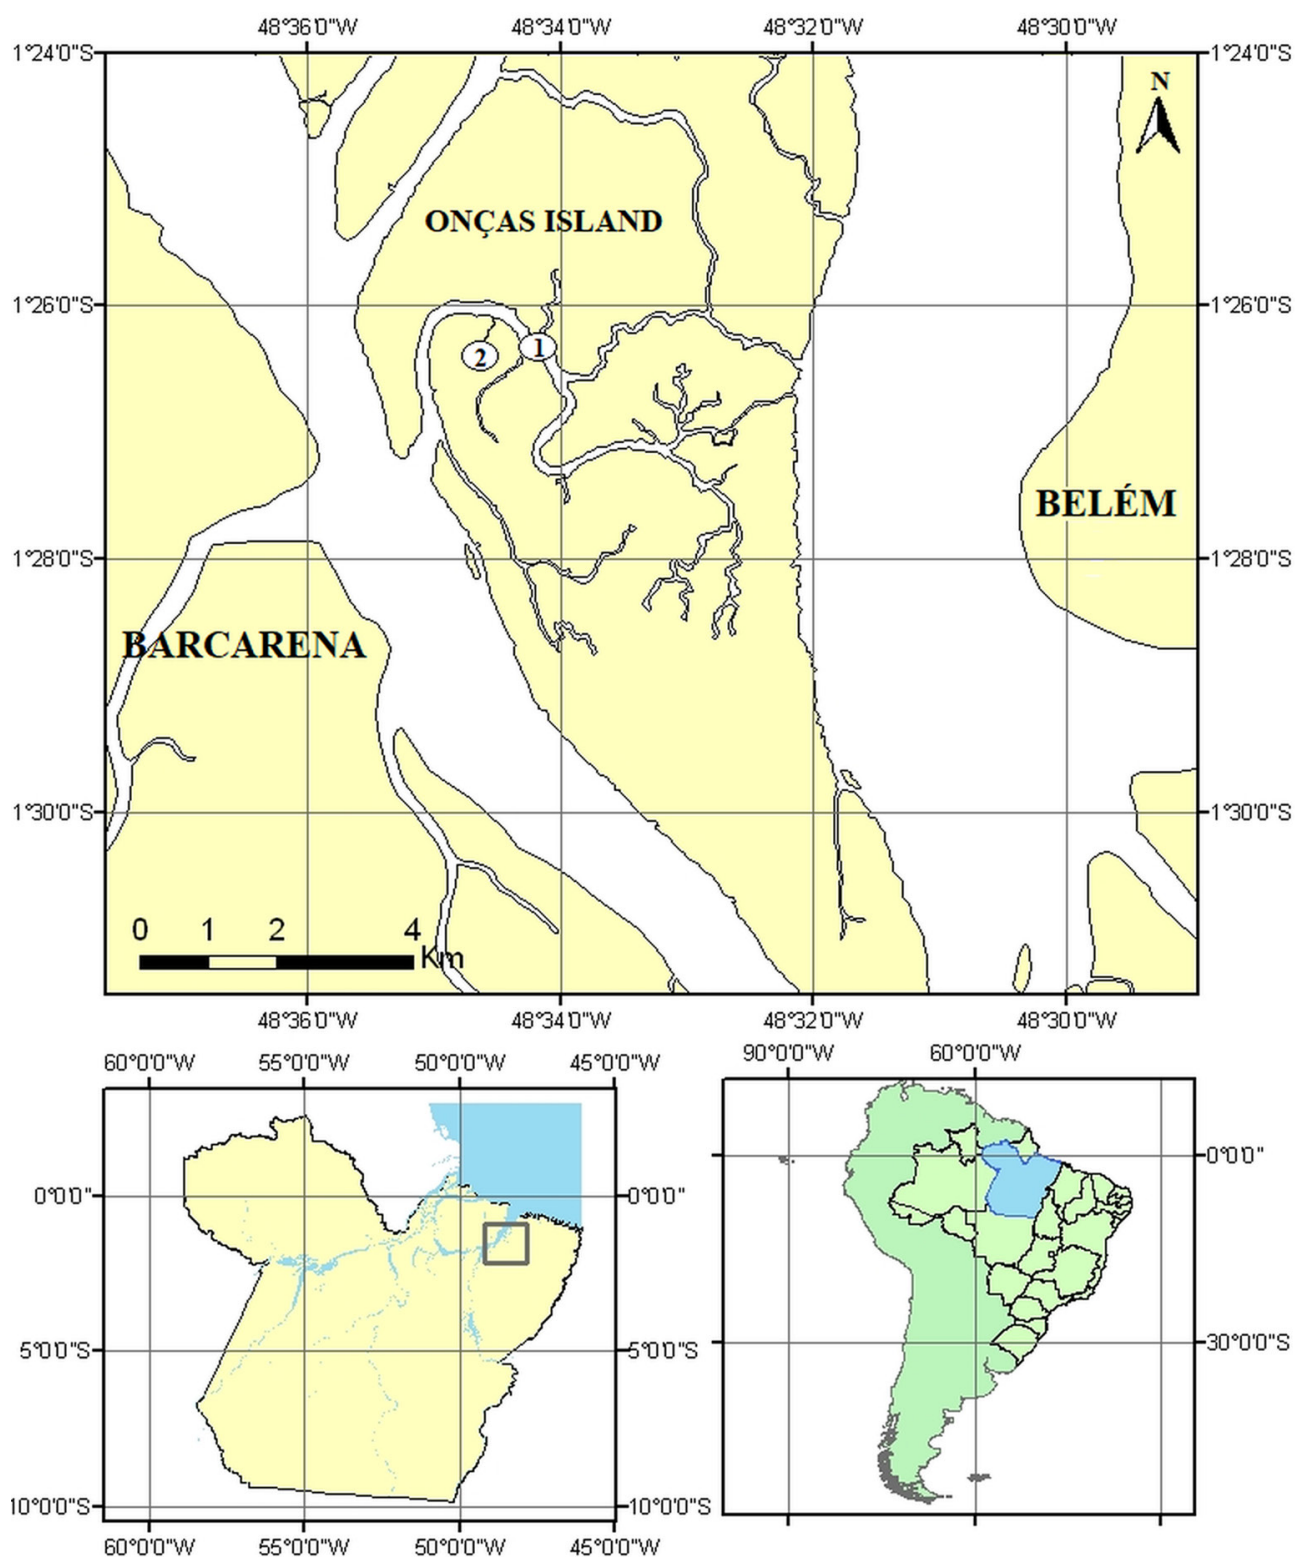 48°36'0"W 48°34'0"W 48°32'0"W 48°30'0"W
1°24'0"S 1°24'0"S
N
ONÇAS ISLAND
1°26'0"S 1°26'0"S
1
2
BELÉM
1°28'0"S 1°28'0"S
BARCARENA
1°30'0"S 1°30'0"S
0 1 2 4
Km
48°36'0"W 48°34'0"W 48°32'0"W 48°30'0"W
60°0'0"W 55°0'0"W 50°0'0"W 45°0'0"W
0°0'0" 0°0'0"
5°0'0"S 5°0'0"S
10°0'0"S 10°0'0"S
60°0'0"W 55°0'0"W 50°0'0"W 45°0'0"W
90°0'0"W 60°0'0"W
0°0'0"
30°0'0"S